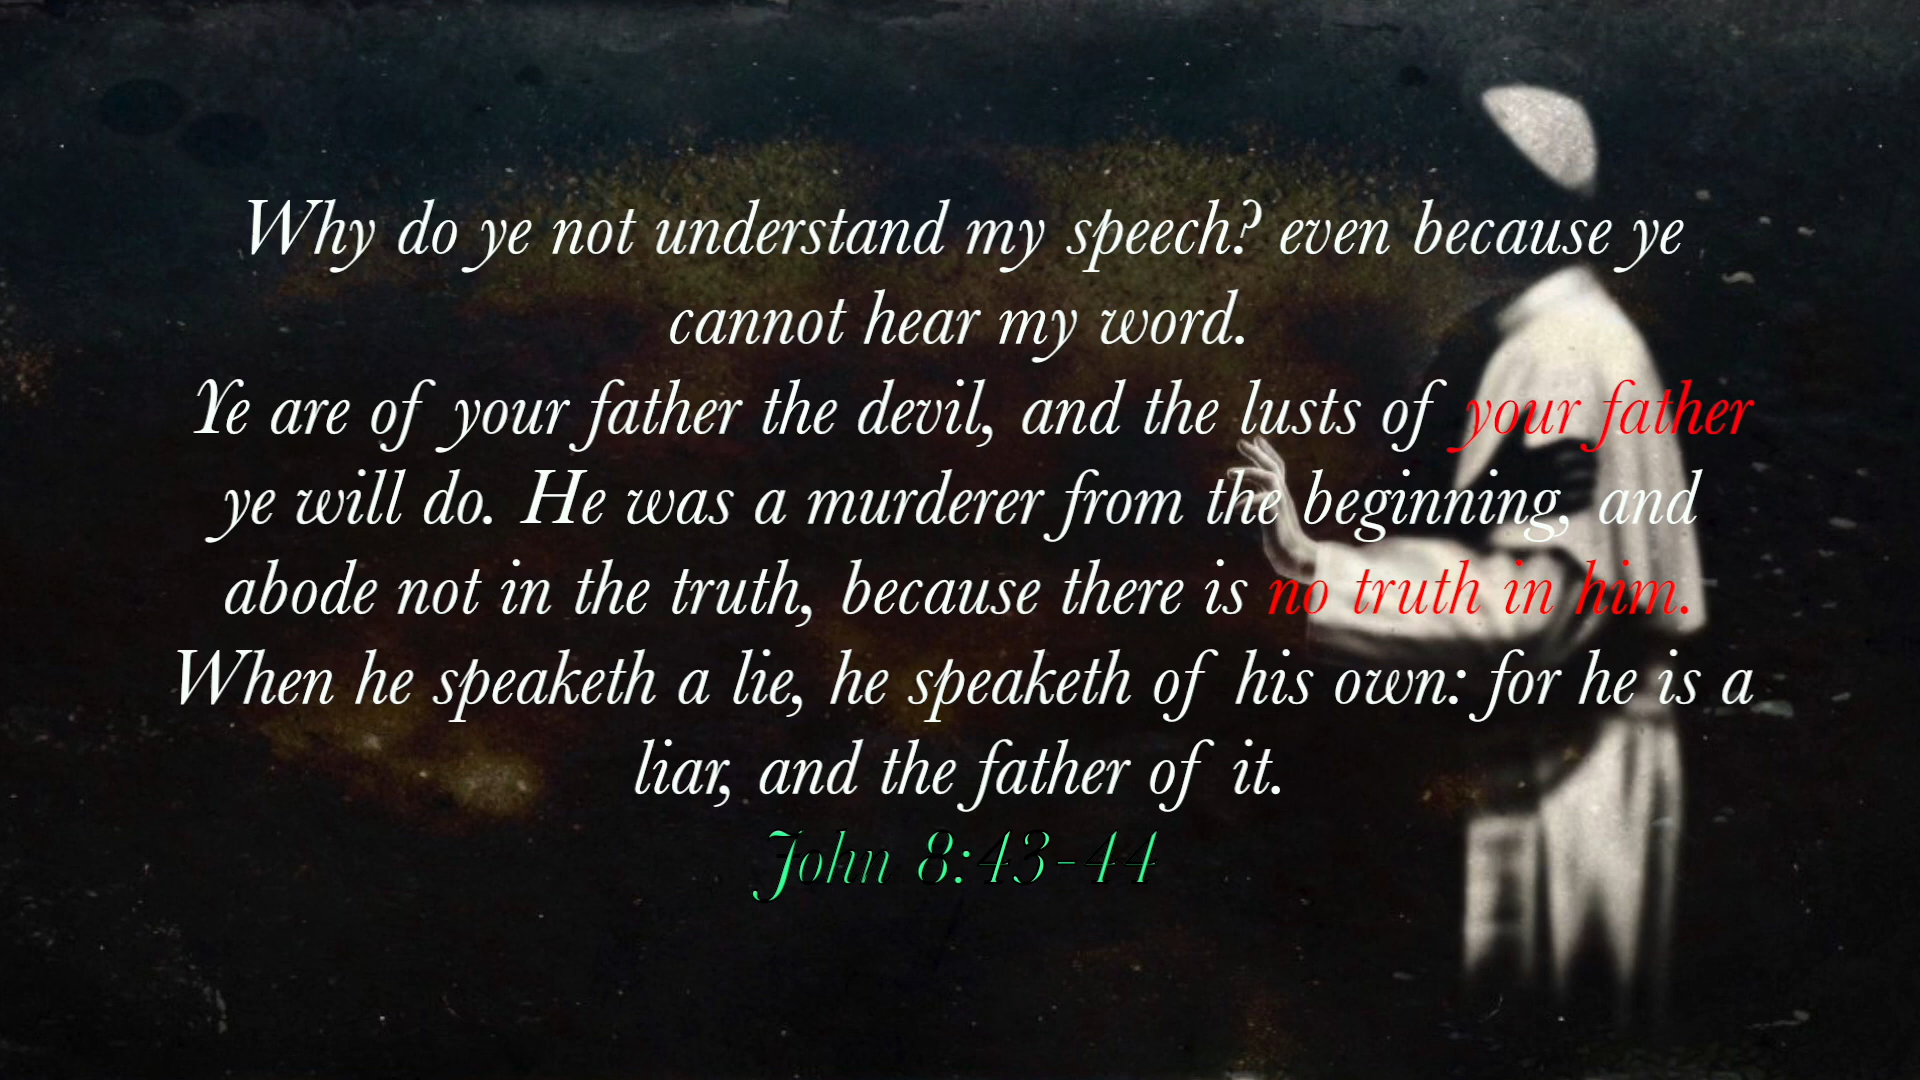 Why do ye not understand my speech? even because ye
cannot hear my word.
Ye are of your father the devil, and the lusts of your father
ye will do. He was a murderer from the beginning, and
abode not in the truth, because there is no truth in him.
When he speaketh a lie, he speaketh of his own: for he is a
liar, and the father of it.
John 8:43-44